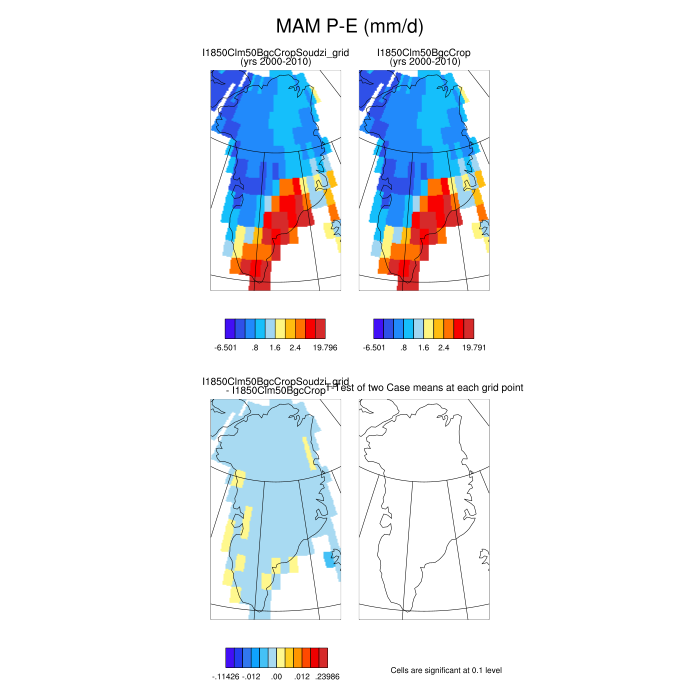 MAM P-E (mm/d)
I1850Clm50BgcCropSoudzi_grid
(yrs 2000-2010)
I1850Clm50BgcCrop
(yrs 2000-2010)
-6.501 .8 1.6 2.4 19.796
-6.501 .8 1.6 2.4 19.791
I1850Clm50BgcCropSoudzi_grid
- I1850Clm50BgcCrop
T-Test of two Case means at each grid point
-.11426 -.012 .00 .012 .23986
Cells are significant at 0.1 level